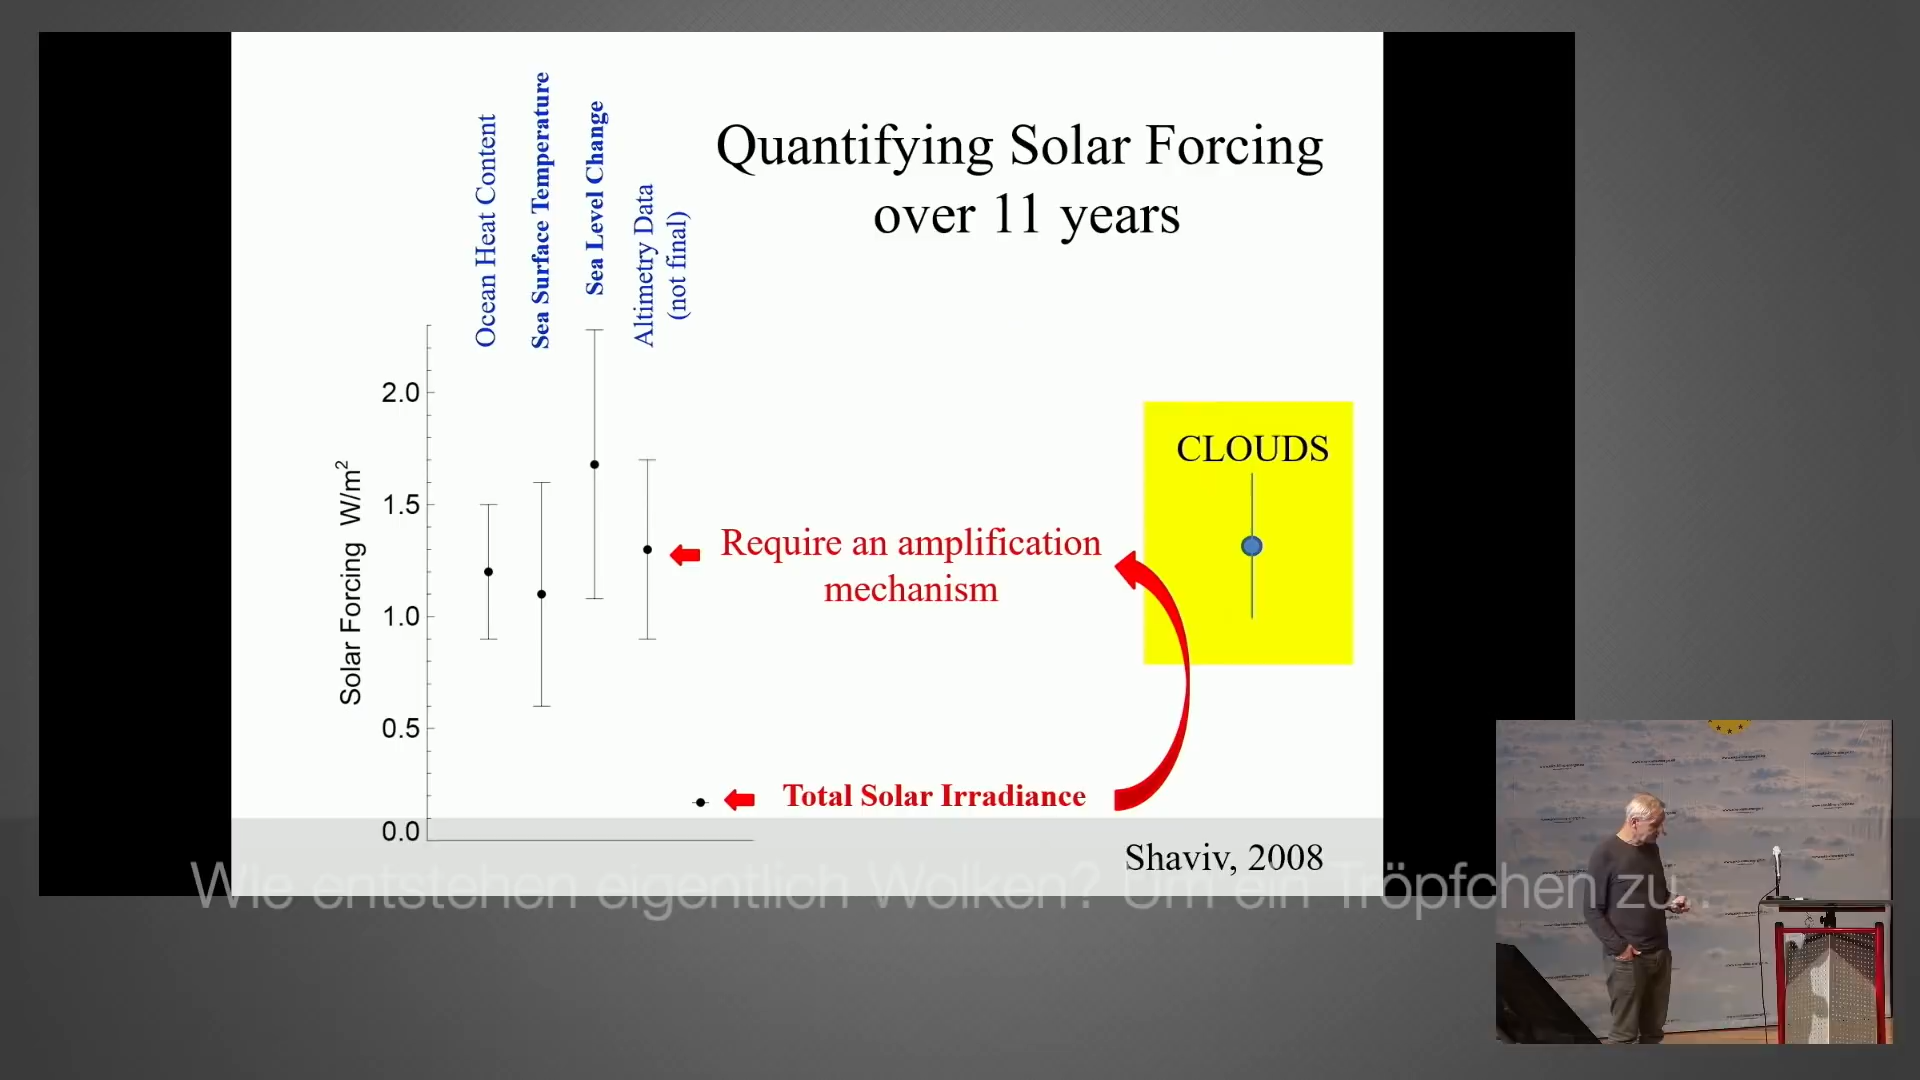 Quantifying Solar Forcing
over 11 years
Ocean Heat Content
Sea Surface Temperature
Sea Level Change
Altimetry Data
(not final)
Solar Forcing W/m²
2.0
1.5
1.0
0.5
0.0
CLOUDS
Require an amplification
mechanism
Total Solar Irradiance
Shaviv, 2008
Wie entstehen eigentlich Wolken? Um ein Tröpfchen zu...